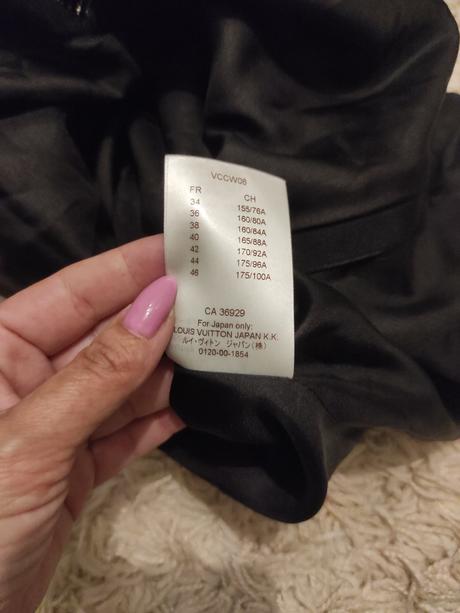 VCCW08
FR CH
34 155/76A
36 160/80A
38 160/84A
40 165/88A
42 170/92A
44 175/96A
46 175/100A
CA 36929
For Japan only:
LOUIS VUITTON JAPAN K.K.
ルイ・ヴィトン ジャパン(株)
0120-00-1854